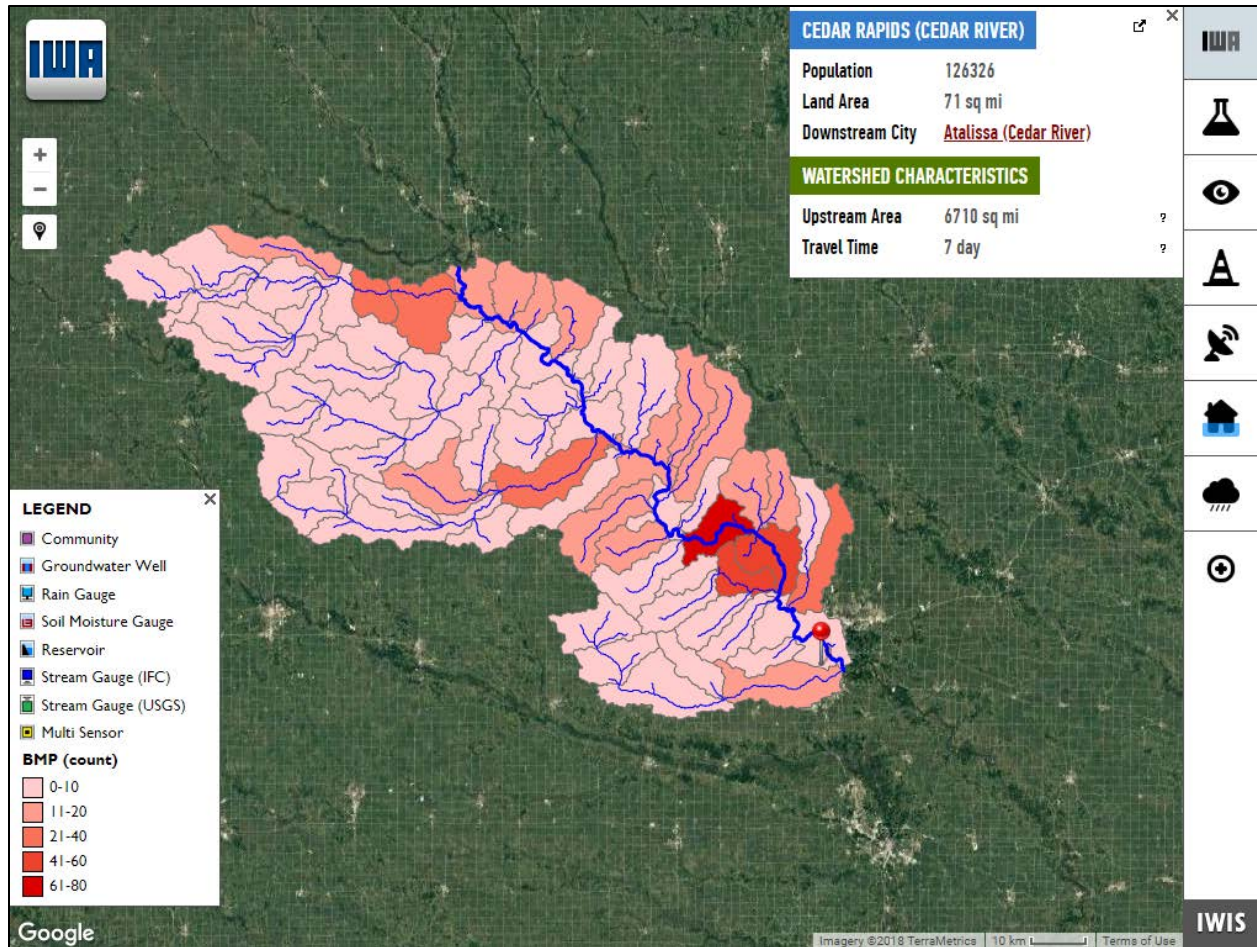 IWA
CEDAR RAPIDS (CEDAR RIVER)
Population 126326
Land Area 71 sq mi
Downstream City Atalissa (Cedar River)
WATERSHED CHARACTERISTICS
Upstream Area 6710 sq mi ?
Travel Time 7 day ?
IWA
+
−
LEGEND
Community
Groundwater Well
Rain Gauge
Soil Moisture Gauge
Reservoir
Stream Gauge (IFC)
Stream Gauge (USGS)
Multi Sensor
BMP (count)
0-10
11-20
21-40
41-60
61-80
Google
Imagery ©2018 TerraMetrics 10 km Terms of Use
IWIS